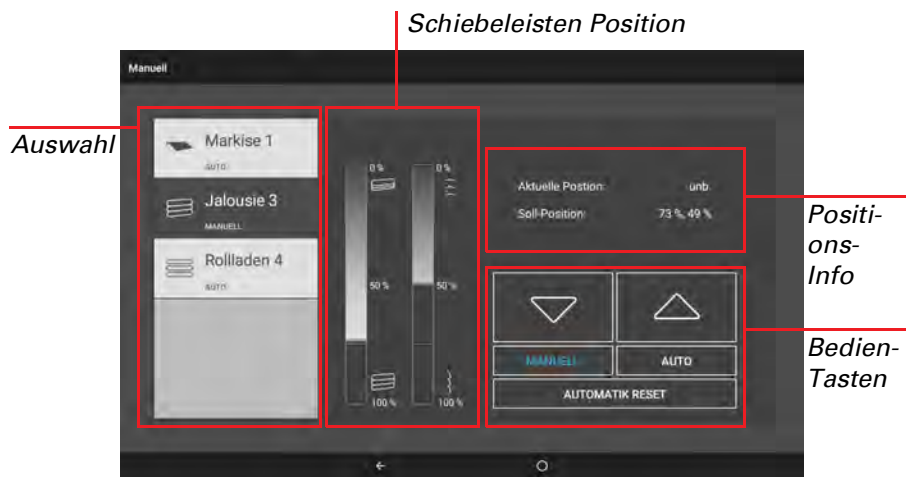 Schiebeleisten Position
Manuell
Auswahl
Markise 1
AUTO
Jalousie 3
MANUELL
Rollladen 4
AUTO
0 %
0 %
50 %
50 %
100 %
100 %
Aktuelle Postion: unb.
Soll-Position: 73 %, 49 %
Positi-
ons-
Info
MANUELL AUTO
AUTOMATIK RESET
Bedien-
Tasten